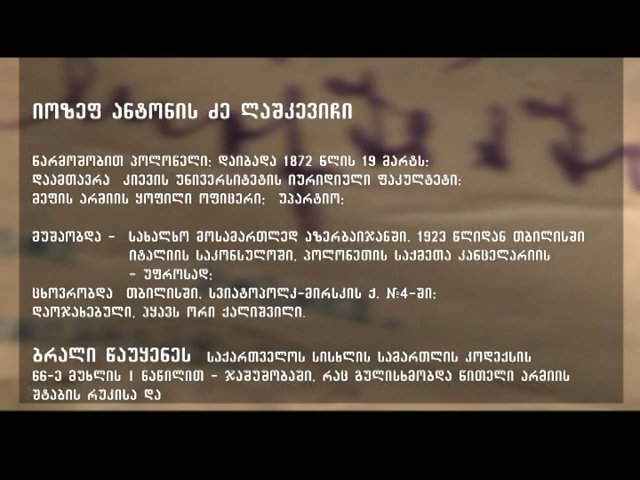 იოზეფ ანტონის ძე ლაშკევიჩი
წარმოშობით პოლონელი; დაიბადა 1872 წლის 19 მარტს;
დაამთავრა კიევის უნივერსიტეტის იურიდიული ფაკულტეტი;
მეფის არმიის ყოფილი ოფიცერი; უპარტიო;
მუშაობდა - სახალხო მოსამართლედ აზერბაიჯანში, 1923 წლიდან თბილისში
იტალიის საკონსულოში, პოლონეთის საქმეთა კანცელარიის
- უფროსად;
ცხოვრობდა თბილისში, სვიატოპოლკ-მირსკის ქ. №4-ში;
დაოჯახებული, ჰყავს ორი ქალიშვილი.
ბრალი წაუყენეს საქართველოს სისხლის სამართლის კოდექსის
66-ე მუხლის I ნაწილით - ჯაშუშობაში, რაც გულისხმობდა წითელი არმიის
შტაბის რუკისა და